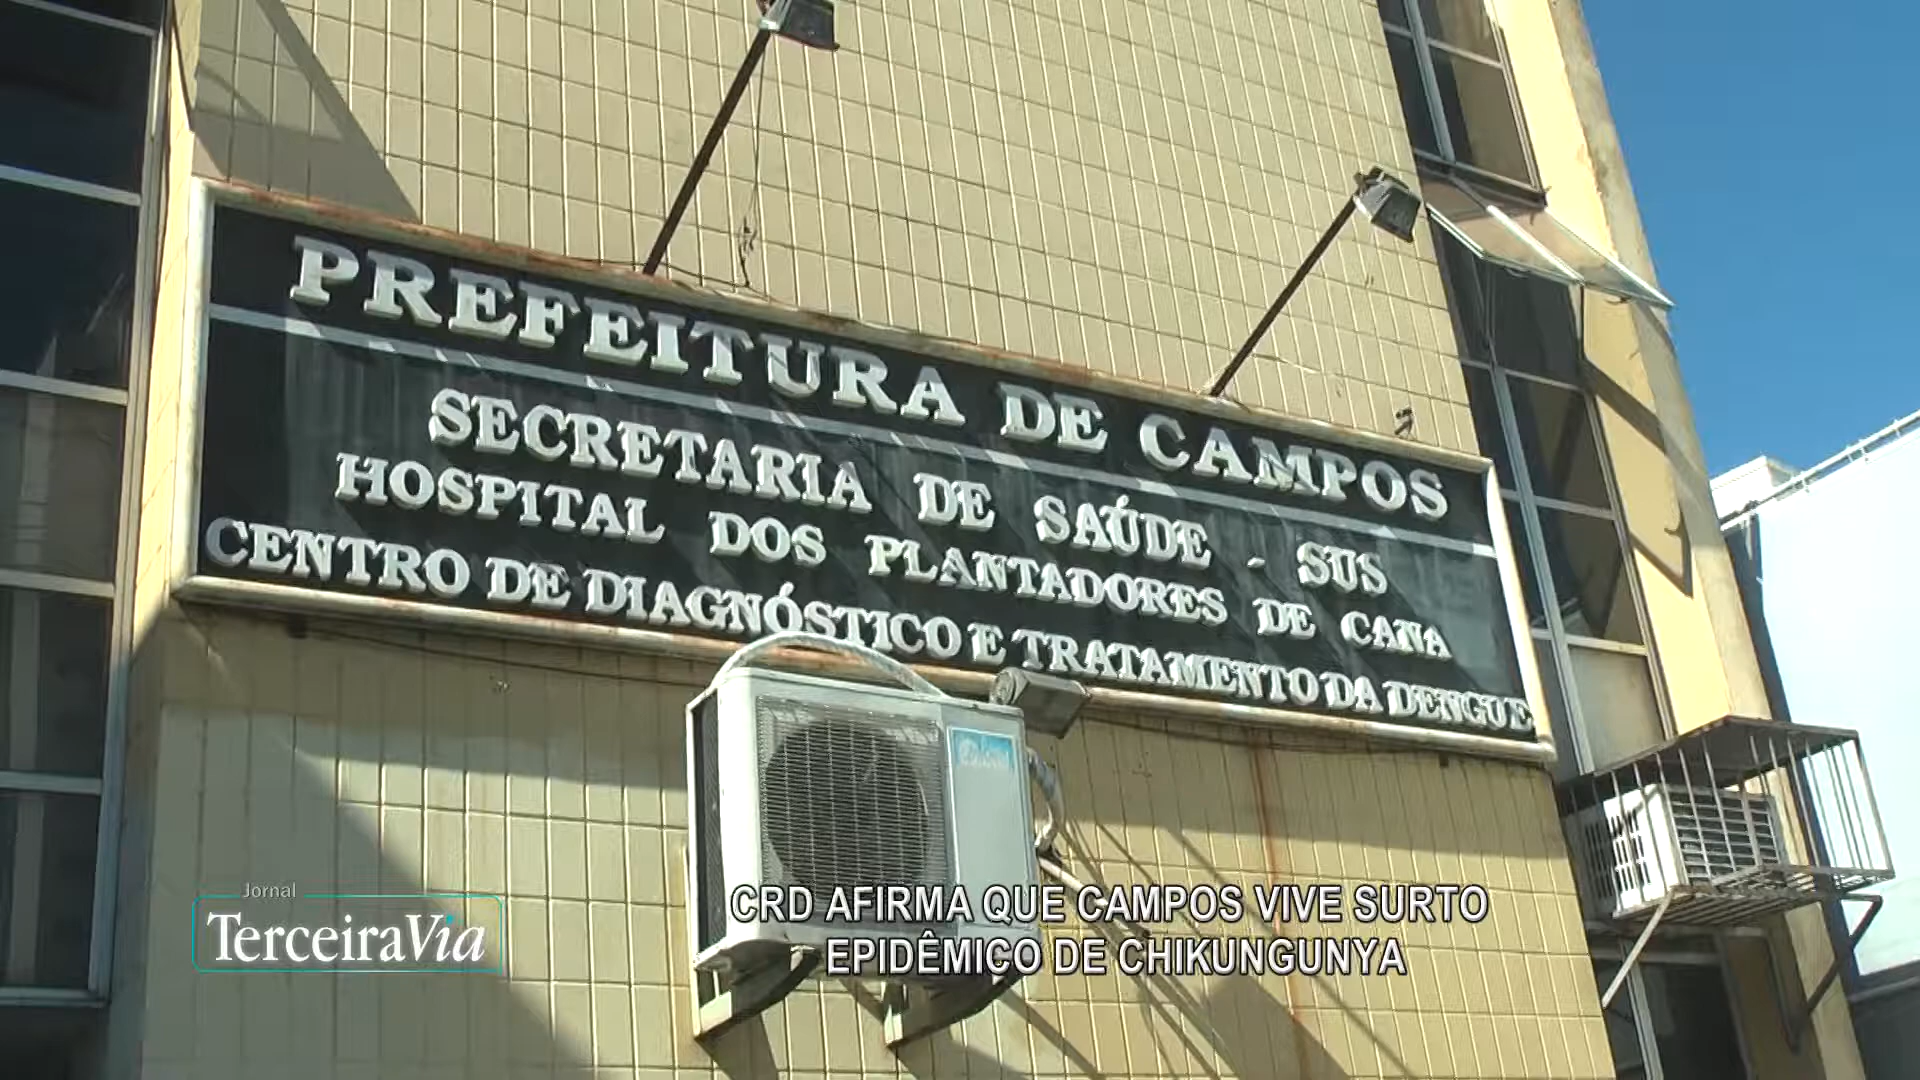 PREFEITURA DE CAMPOS
SECRETARIA DE SAÚDE - SUS
HOSPITAL DOS PLANTADORES DE CANA
CENTRO DE DIAGNÓSTICO E TRATAMENTO DA DENGUE
Jornal
TerceiraVia
CRD AFIRMA QUE CAMPOS VIVE SURTO
EPIDÊMICO DE CHIKUNGUNYA